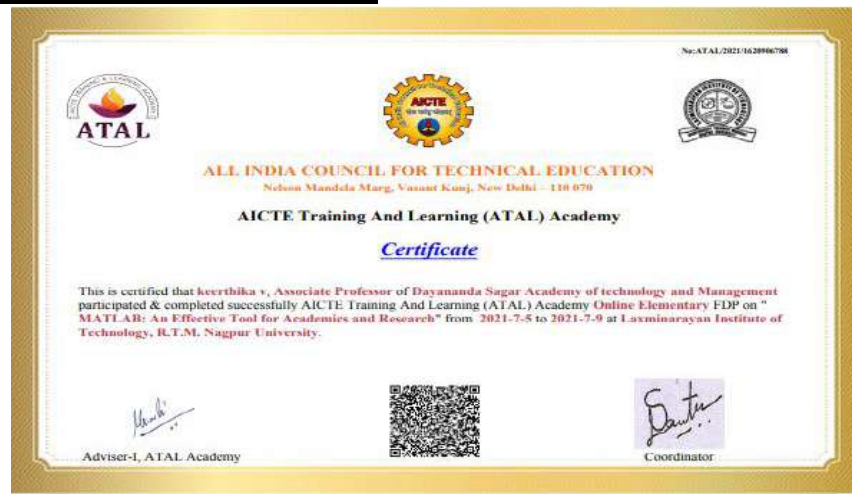 No:ATAL/2021/1620906788
ATAL
AICTE
ALL INDIA COUNCIL FOR TECHNICAL EDUCATION
Nelson Mandela Marg, Vasant Kunj, New Delhi – 110 070
AICTE Training And Learning (ATAL) Academy
Certificate
This is certified that keerthika v, Associate Professor of Dayananda Sagar Academy of technology and Management
participated & completed successfully AICTE Training And Learning (ATAL) Academy Online Elementary FDP on "
MATLAB: An Effective Tool for Academics and Research" from 2021-7-5 to 2021-7-9 at Laxminarayan Institute of
Technology, R.T.M. Nagpur University.
Adviser-I, ATAL Academy
Coordinator